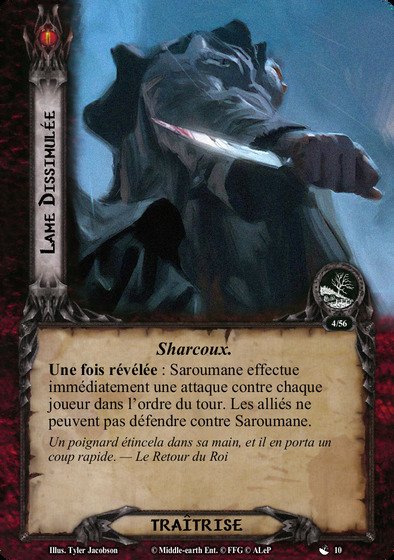 LAME DISSIMULÉE
4/56
Sharcoux.
Une fois révélée : Saroumane effectue
immédiatement une attaque contre chaque
joueur dans l'ordre du tour. Les alliés ne
peuvent pas défendre contre Saroumane.
Un poignard étincela dans sa main, et il en porta un
coup rapide. — Le Retour du Roi
TRAÎTRISE
Illus. Tyler Jacobson © Middle-earth Ent. © FFG © ALeP 10